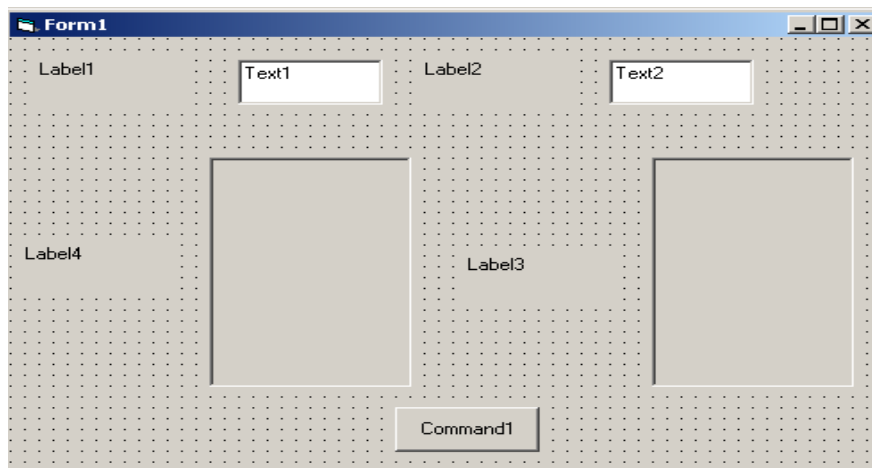 Form1
Label1
Text1
Label2
Text2
Label4
Label3
Command1